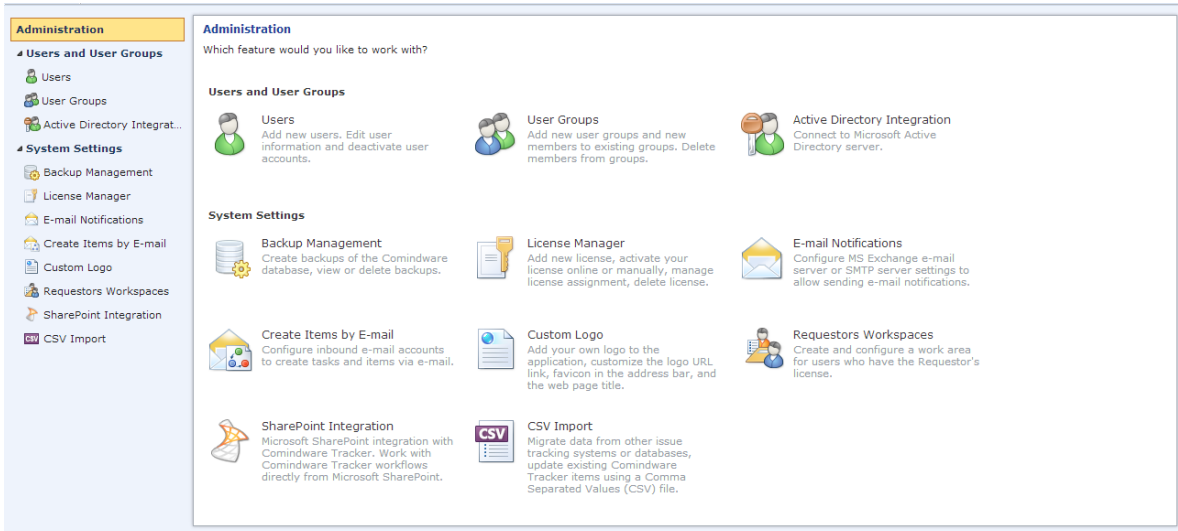 Administration
Users and User Groups
Users
User Groups
Active Directory Integrat...
System Settings
Backup Management
License Manager
E-mail Notifications
Create Items by E-mail
Custom Logo
Requestors Workspaces
SharePoint Integration
CSV CSV Import
Administration
Which feature would you like to work with?
Users and User Groups
Users
Add new users. Edit user
information and deactivate user
accounts.
User Groups
Add new user groups and new
members to existing groups. Delete
members from groups.
Active Directory Integration
Connect to Microsoft Active
Directory server.
System Settings
Backup Management
Create backups of the Comindware
database, view or delete backups.
License Manager
Add new license, activate your
license online or manually, manage
license assignment, delete license.
E-mail Notifications
Configure MS Exchange e-mail
server or SMTP server settings to
allow sending e-mail notifications.
Create Items by E-mail
Configure inbound e-mail accounts
to create tasks and items via e-mail.
Custom Logo
Add your own logo to the
application, customize the logo URL
link, favicon in the address bar, and
the web page title.
Requestors Workspaces
Create and configure a work area
for users who have the Requestor's
license.
SharePoint Integration
Microsoft SharePoint integration with
Comindware Tracker. Work with
Comindware Tracker workflows
directly from Microsoft SharePoint.
CSV
CSV Import
Migrate data from other issue
tracking systems or databases,
update existing Comindware
Tracker items using a Comma
Separated Values (CSV) file.